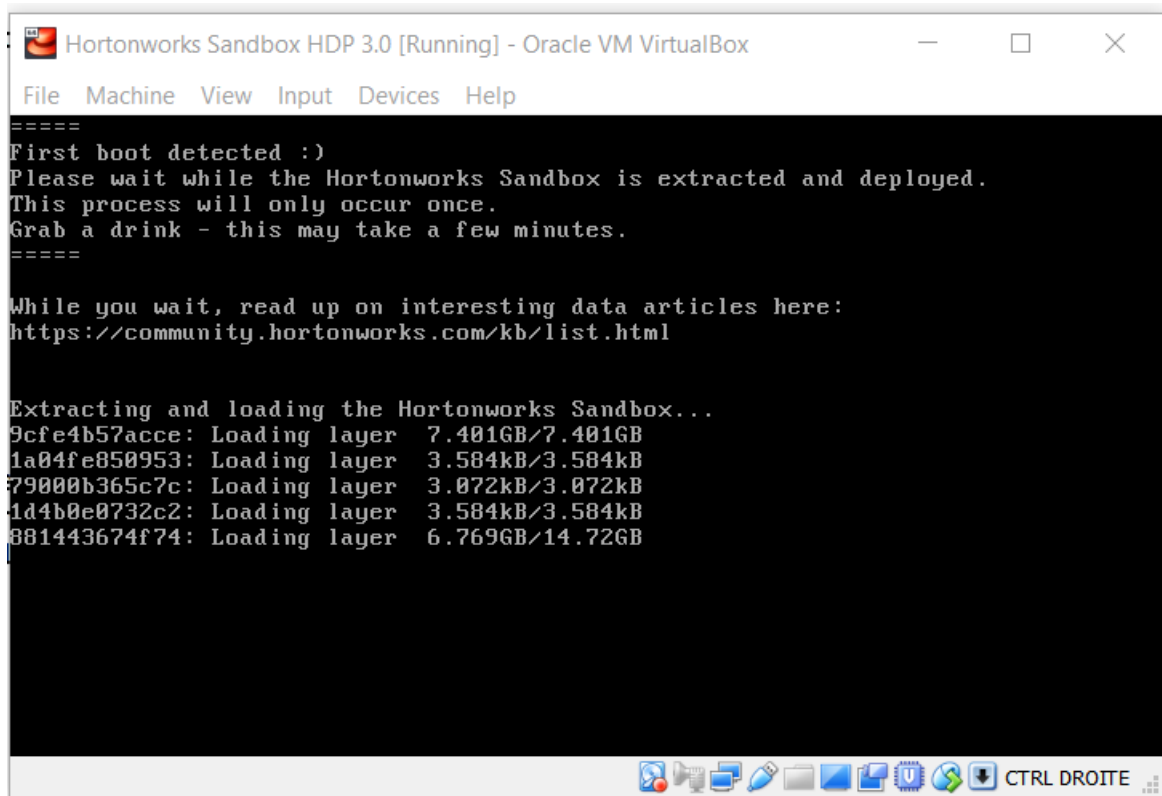 Hortonworks Sandbox HDP 3.0 [Running] - Oracle VM VirtualBox
File Machine View Input Devices Help
=====
First boot detected :)
Please wait while the Hortonworks Sandbox is extracted and deployed.
This process will only occur once.
Grab a drink - this may take a few minutes.
=====
While you wait, read up on interesting data articles here:
https://community.hortonworks.com/kb/list.html
Extracting and loading the Hortonworks Sandbox...
9cfe4b57acce: Loading layer 7.401GB/7.401GB
1a04fe850953: Loading layer 3.584kB/3.584kB
79000b365c7c: Loading layer 3.072kB/3.072kB
1d4b0e0732c2: Loading layer 3.584kB/3.584kB
881443674f74: Loading layer 6.769GB/14.72GB
CTRL DROITE